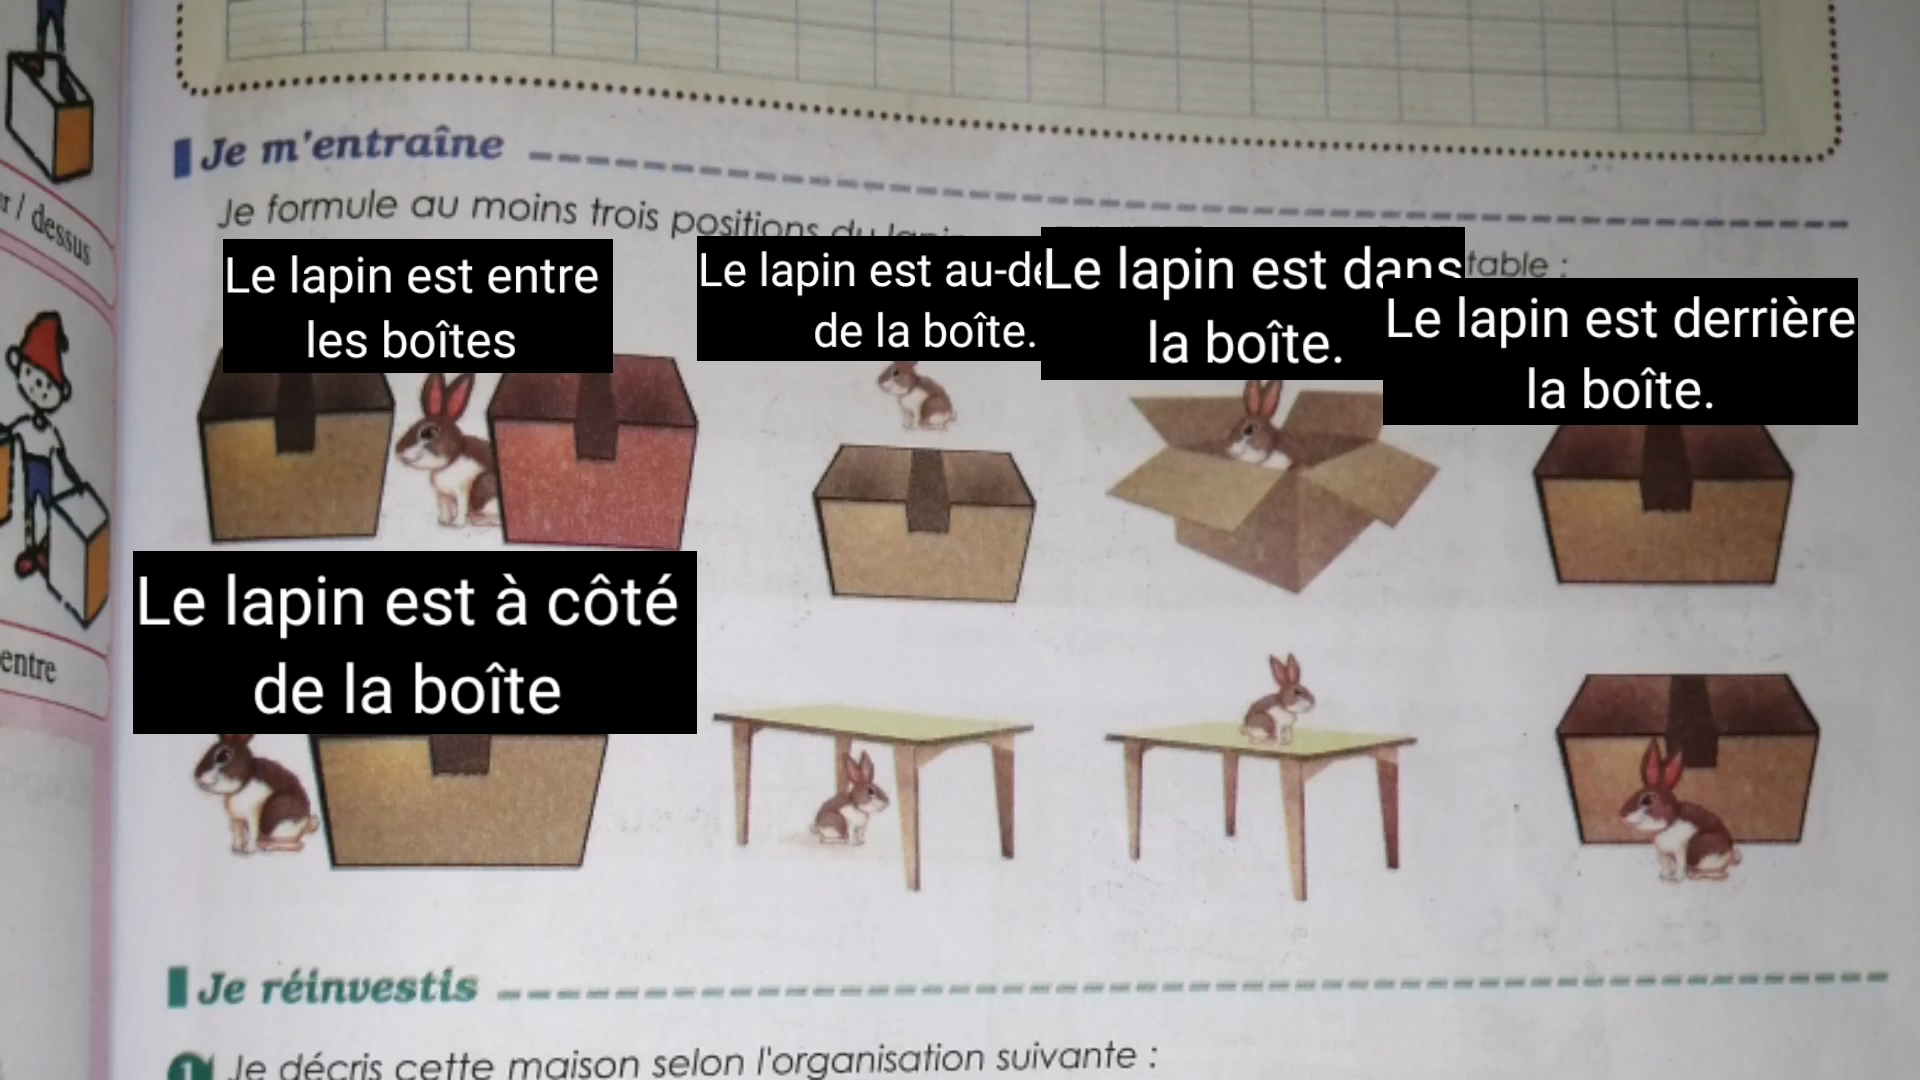 Je m'entraîne
Je formule au moins trois positions du
table :
Le lapin est entre
les boîtes
Le lapin est
de la boîte.
Le lapin est dans
la boîte.
Le lapin est derrière
la boîte.
Le lapin est à côté
de la boîte
/ dessus
entre
Je réinvestis
1 Je décris cette maison selon l'organisation suivante :